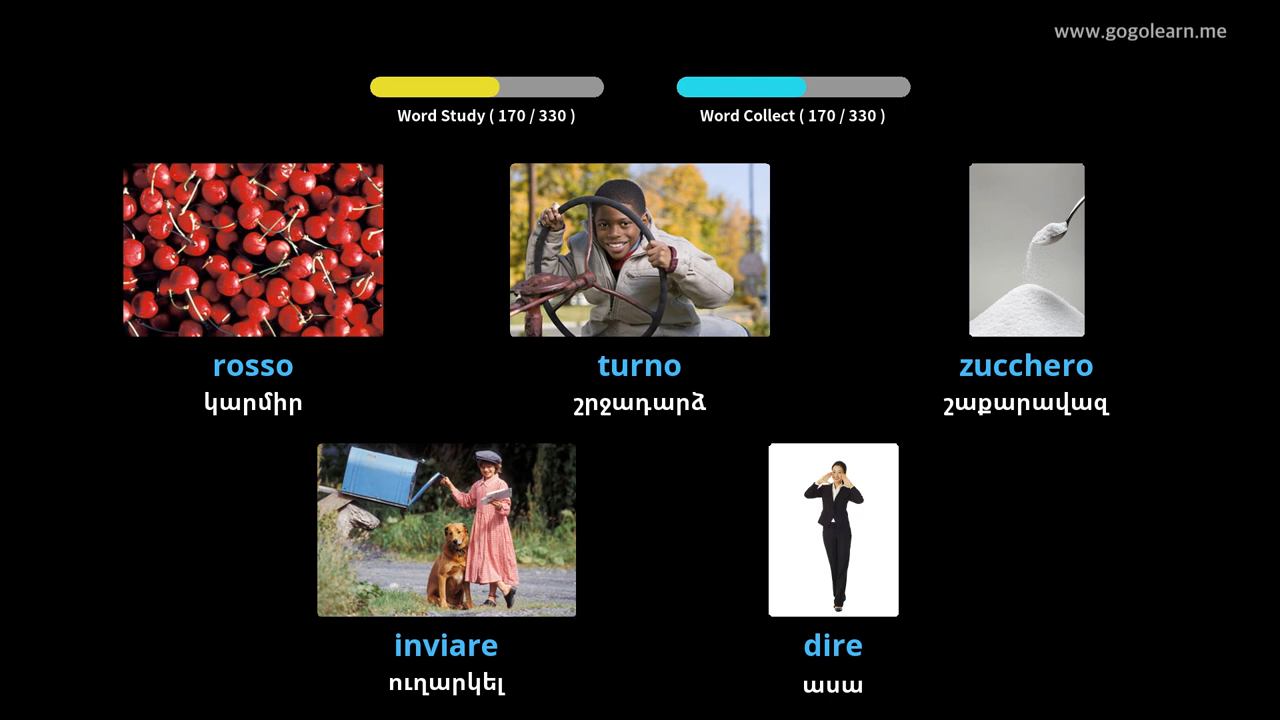 www.gogolearn.me
Word Study ( 170 / 330 )
Word Collect ( 170 / 330 )
rosso
կարմիր
turno
շրջադարձ
zucchero
շաքարավազ
inviare
ուղարկել
dire
ասա